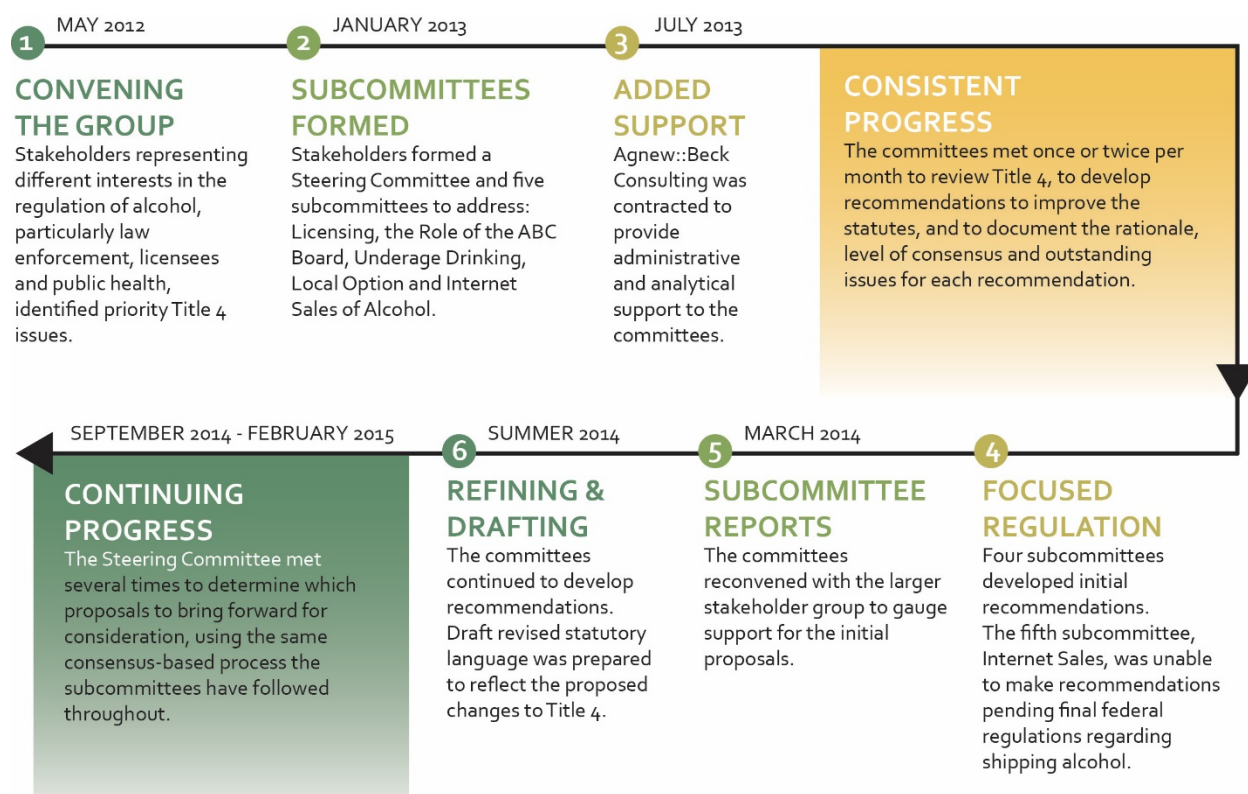 1
MAY 2012
CONVENING
THE GROUP
Stakeholders representing
different interests in the
regulation of alcohol,
particularly law
enforcement, licensees
and public health,
identified priority Title 4
issues.
2
JANUARY 2013
SUBCOMMITTEES
FORMED
Stakeholders formed a
Steering Committee and five
subcommittees to address:
Licensing, the Role of the ABC
Board, Underage Drinking,
Local Option and Internet
Sales of Alcohol.
3
JULY 2013
ADDED
SUPPORT
Agnew::Beck
Consulting was
contracted to
provide
administrative
and analytical
support to the
committees.
CONSISTENT
PROGRESS
The committees met once or twice per
month to review Title 4, to develop
recommendations to improve the
statutes, and to document the rationale,
level of consensus and outstanding
issues for each recommendation.
4
FOCUSED
REGULATION
Four subcommittees
developed initial
recommendations.
The fifth subcommittee,
Internet Sales, was unable
to make recommendations
pending final federal
regulations regarding
shipping alcohol.
5
MARCH 2014
SUBCOMMITTEE
REPORTS
The committees
reconvened with the larger
stakeholder group to gauge
support for the initial
proposals.
6
SUMMER 2014
REFINING &
DRAFTING
The committees
continued to develop
recommendations.
Draft revised statutory
language was prepared
to reflect the proposed
changes to Title 4.
SEPTEMBER 2014 - FEBRUARY 2015
CONTINUING
PROGRESS
The Steering Committee met
several times to determine which
proposals to bring forward for
consideration, using the same
consensus-based process the
subcommittees have followed
throughout.